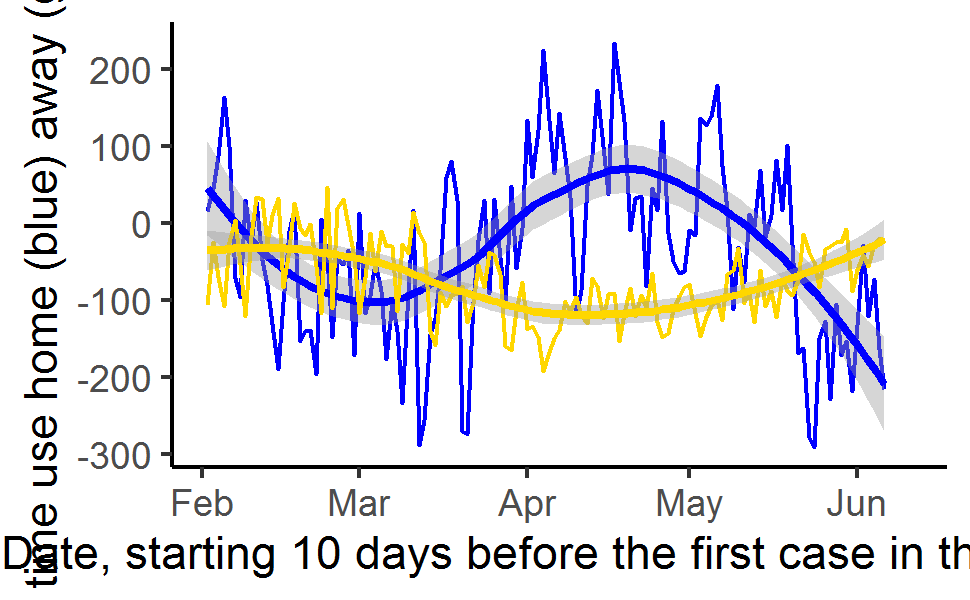 time use home (blue) away (
200
100
0
-100
-200
-300
Feb Mar Apr May Jun
Date, starting 10 days before the first case in th